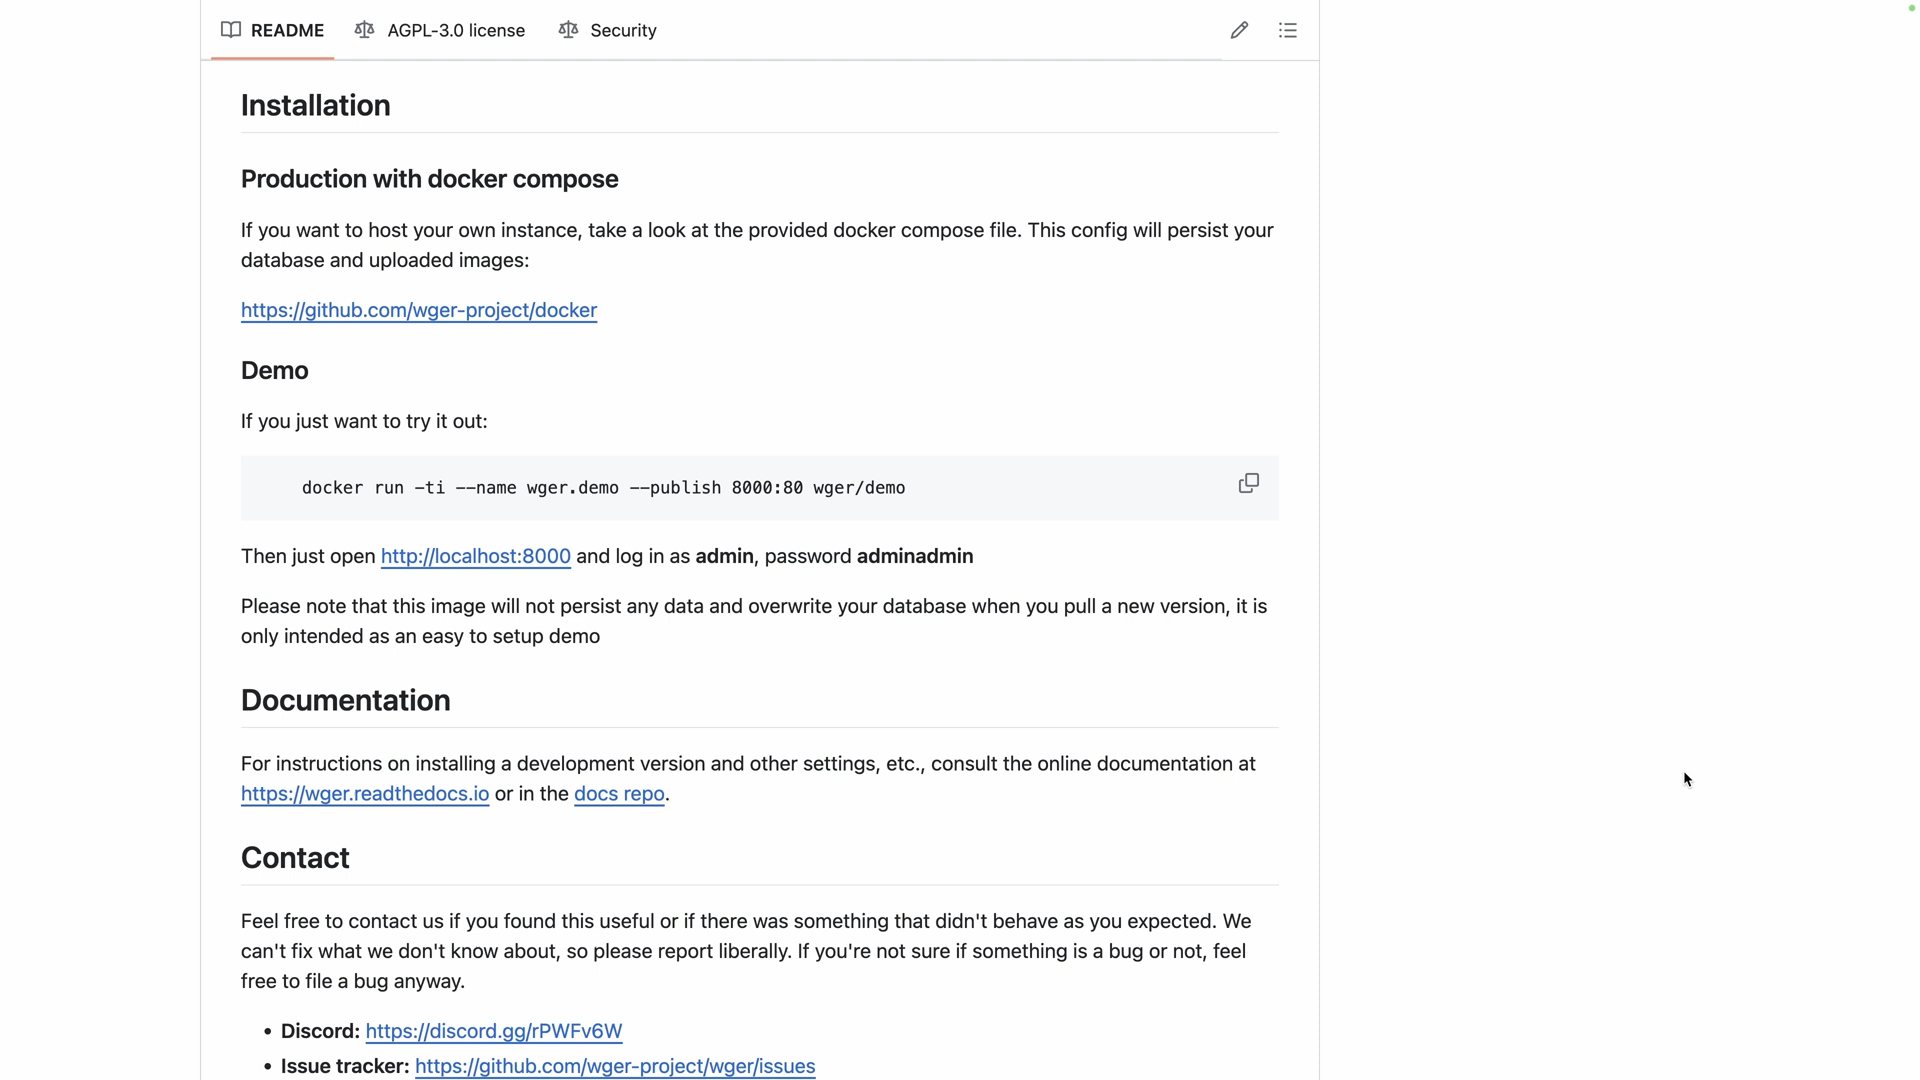 README
AGPL-3.0 license
Security
Installation
Production with docker compose
If you want to host your own instance, take a look at the provided docker compose file. This config will persist your
database and uploaded images:
https://github.com/wger-project/docker
Demo
If you just want to try it out:
docker run -ti --name wger.demo --publish 8000:80 wger/demo
Then just open http://localhost:8000 and log in as admin, password adminadmin
Please note that this image will not persist any data and overwrite your database when you pull a new version, it is
only intended as an easy to setup demo
Documentation
For instructions on installing a development version and other settings, etc., consult the online documentation at
https://wger.readthedocs.io or in the docs repo.
Contact
Feel free to contact us if you found this useful or if there was something that didn't behave as you expected. We
can't fix what we don't know about, so please report liberally. If you're not sure if something is a bug or not, feel
free to file a bug anyway.
• Discord: https://discord.gg/rPWFv6W
• Issue tracker: https://github.com/wger-project/wger/issues